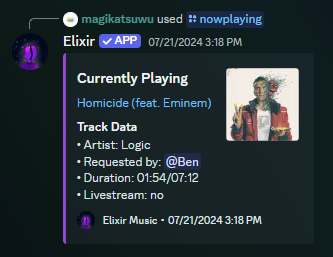 magikatsuwu used nowplaying
Elixir ✓ APP 07/21/2024 3:18 PM
Currently Playing
Homicide (feat. Eminem)
Track Data
• Artist: Logic
• Requested by: @Ben
• Duration: 01:54/07:12
• Livestream: no
Elixir Music • 07/21/2024 3:18 PM